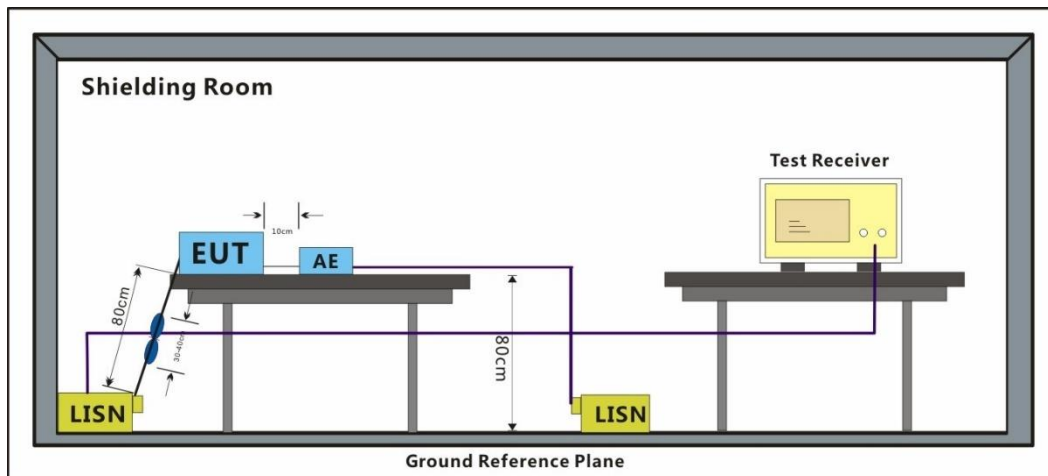 Shielding Room
Test Receiver
10cm
EUT
AE
80cm
30-40cm
80cm
LISN
LISN
Ground Reference Plane